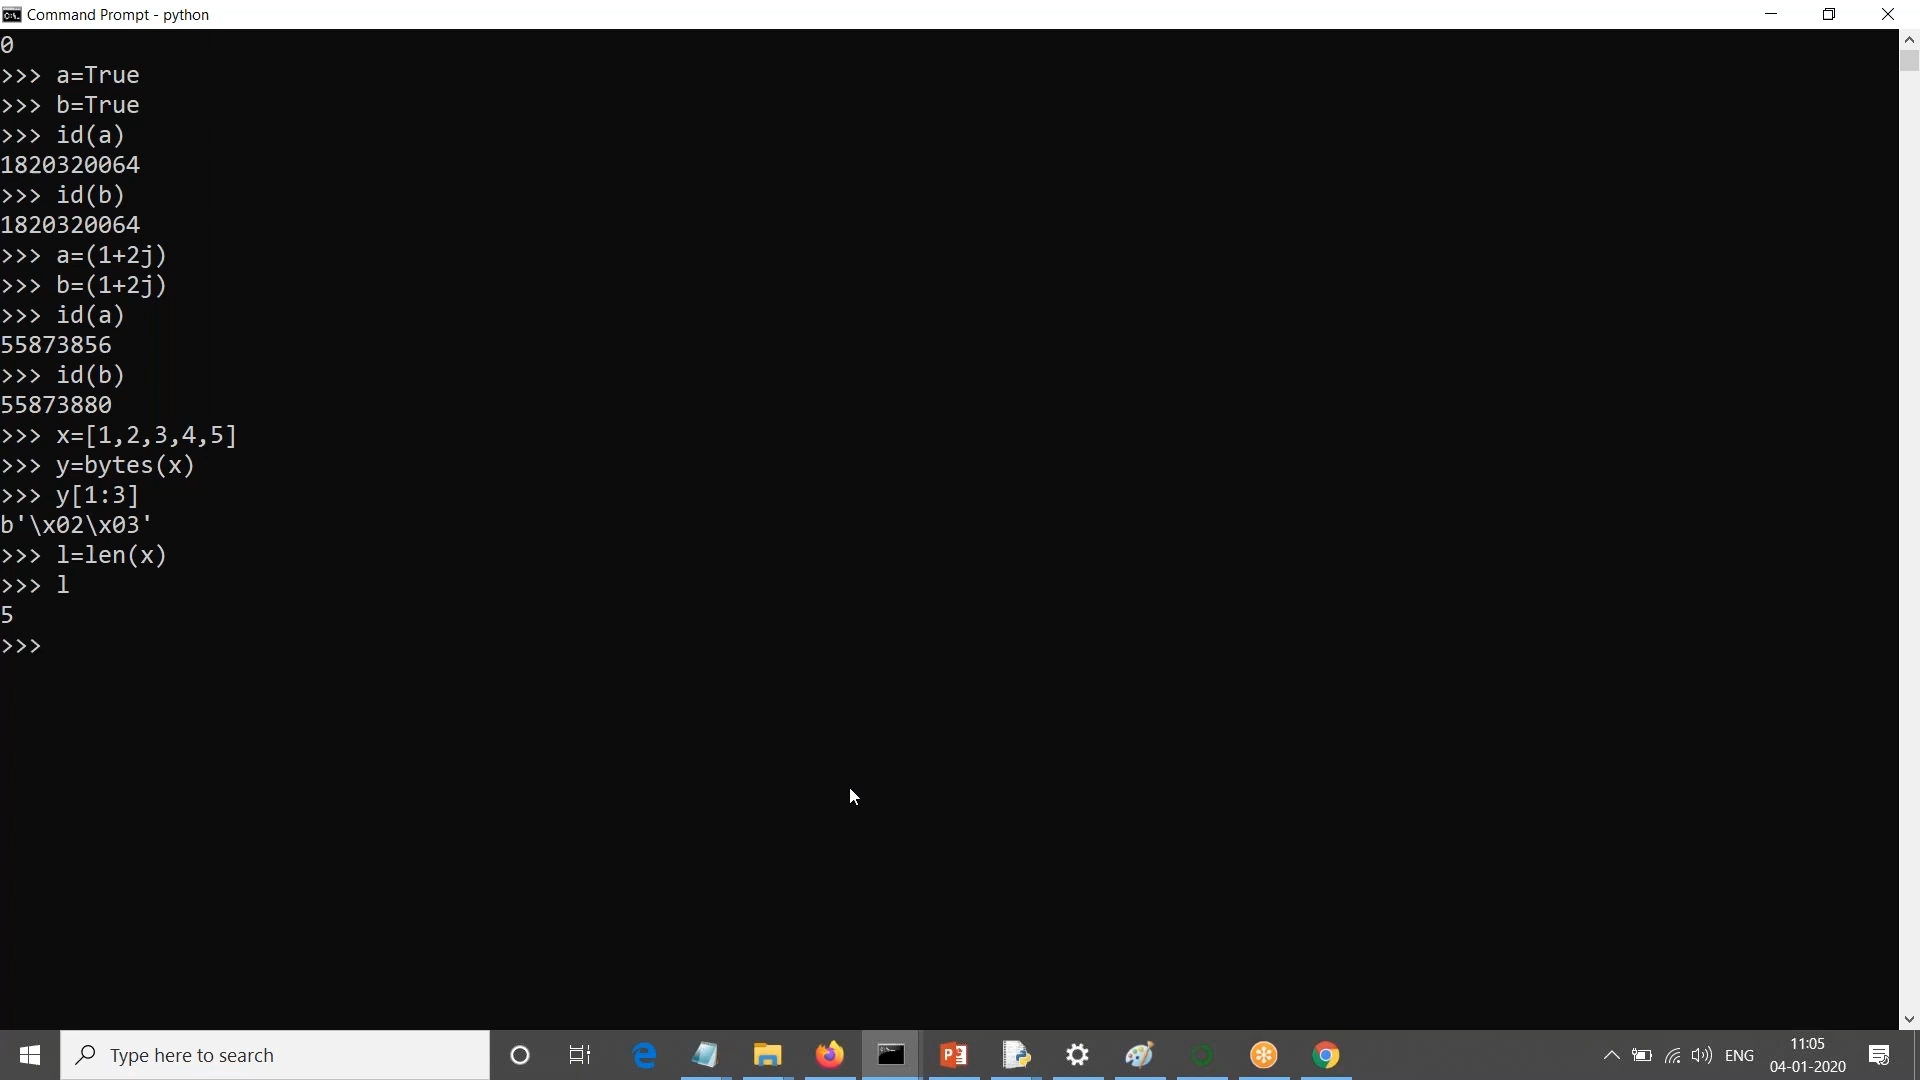 Command Prompt - python
0
>>> a=True
>>> b=True
>>> id(a)
1820320064
>>> id(b)
1820320064
>>> a=(1+2j)
>>> b=(1+2j)
>>> id(a)
55873856
>>> id(b)
55873880
>>> x=[1,2,3,4,5]
>>> y=bytes(x)
>>> y[1:3]
b'\x02\x03'
>>> l=len(x)
>>> l
5
>>>
Type here to search
ENG
11:05
04-01-2020